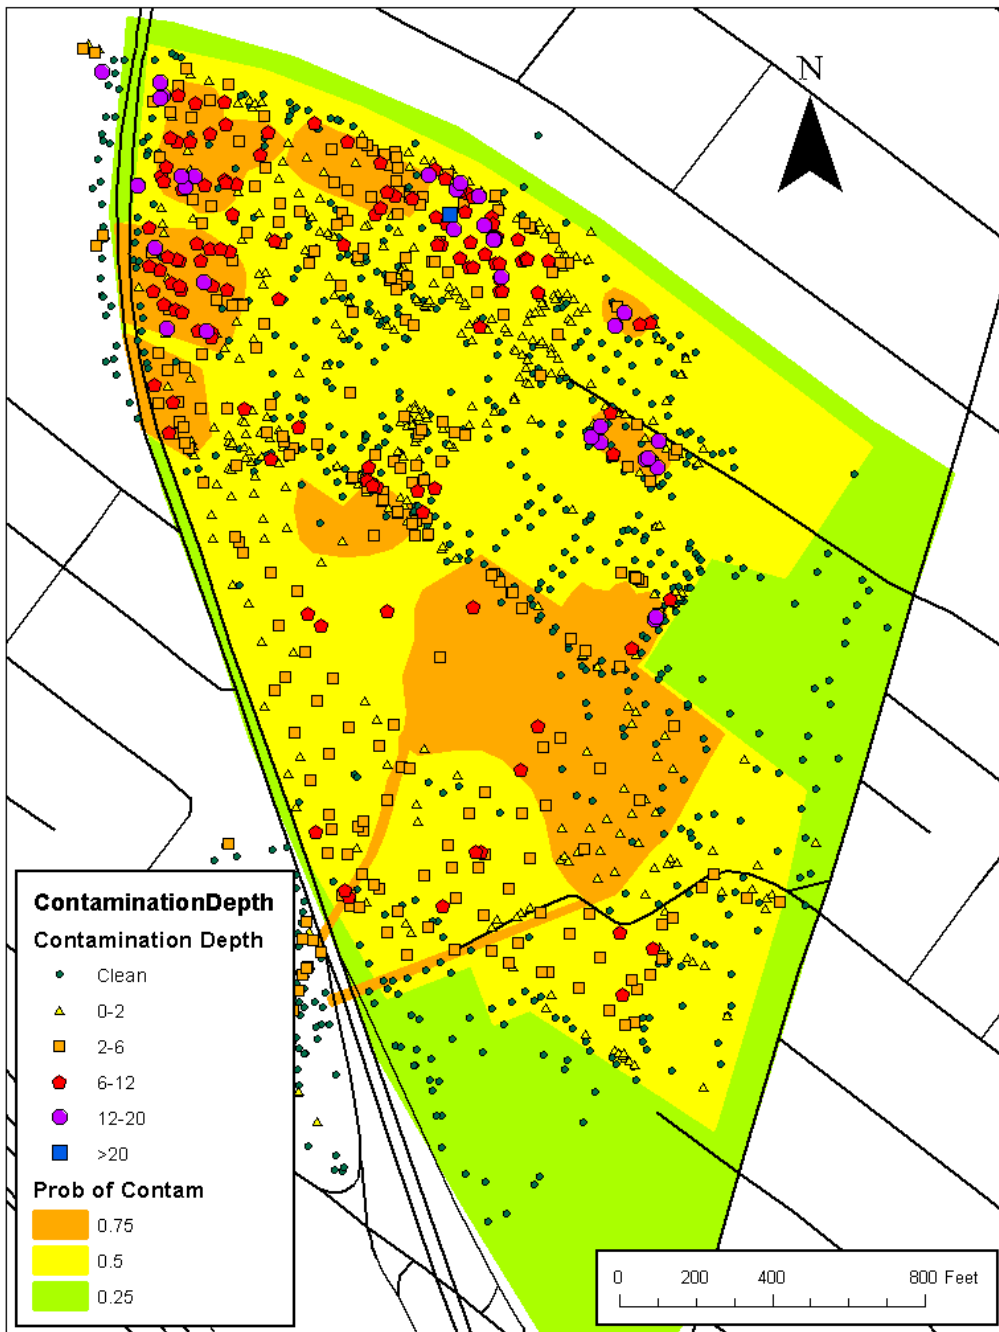 N
ContaminationDepth
Contamination Depth
Clean
0-2
2-6
6-12
12-20
>20
Prob of Contam
0.75
0.5
0.25
0 200 400 800 Feet